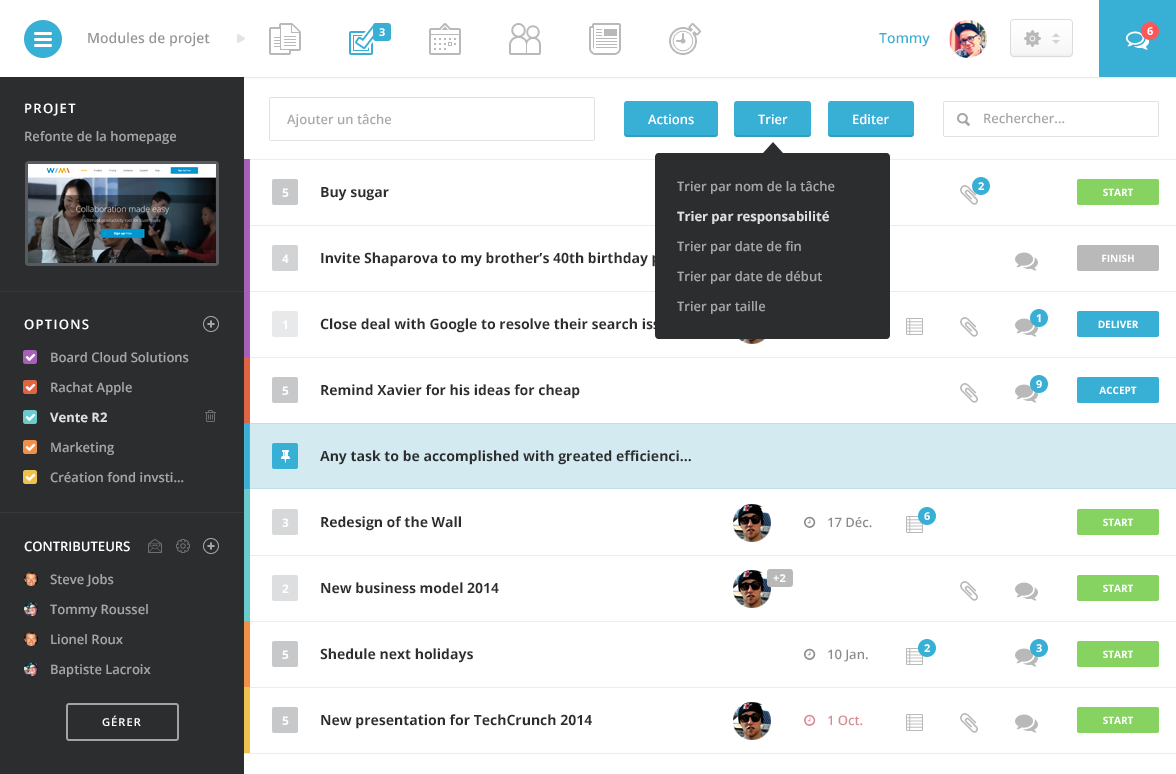 Modules de projet
3
Tommy
6
PROJET
Refonte de la homepage
WIMI
Collaboration made easy
OPTIONS
Board Cloud Solutions
Rachat Apple
Vente R2
Marketing
Création fond invsti...
CONTRIBUTEURS
Steve Jobs
Tommy Roussel
Lionel Roux
Baptiste Lacroix
GÉRER
Ajouter un tâche
Actions
Trier
Editer
Rechercher...
Trier par nom de la tâche
Trier par responsabilité
Trier par date de fin
Trier par date de début
Trier par taille
5 Buy sugar 2 START
4 Invite Shaparova to my brother’s 40th birthday FINISH
1 Close deal with Google to resolve their search 1 DELIVER
5 Remind Xavier for his ideas for cheap 9 ACCEPT
Any task to be accomplished with greated efficienci...
3 Redesign of the Wall 17 Déc. 6 START
2 New business model 2014 +2 START
5 Shedule next holidays 10 Jan. 2 3 START
5 New presentation for TechCrunch 2014 1 Oct. START